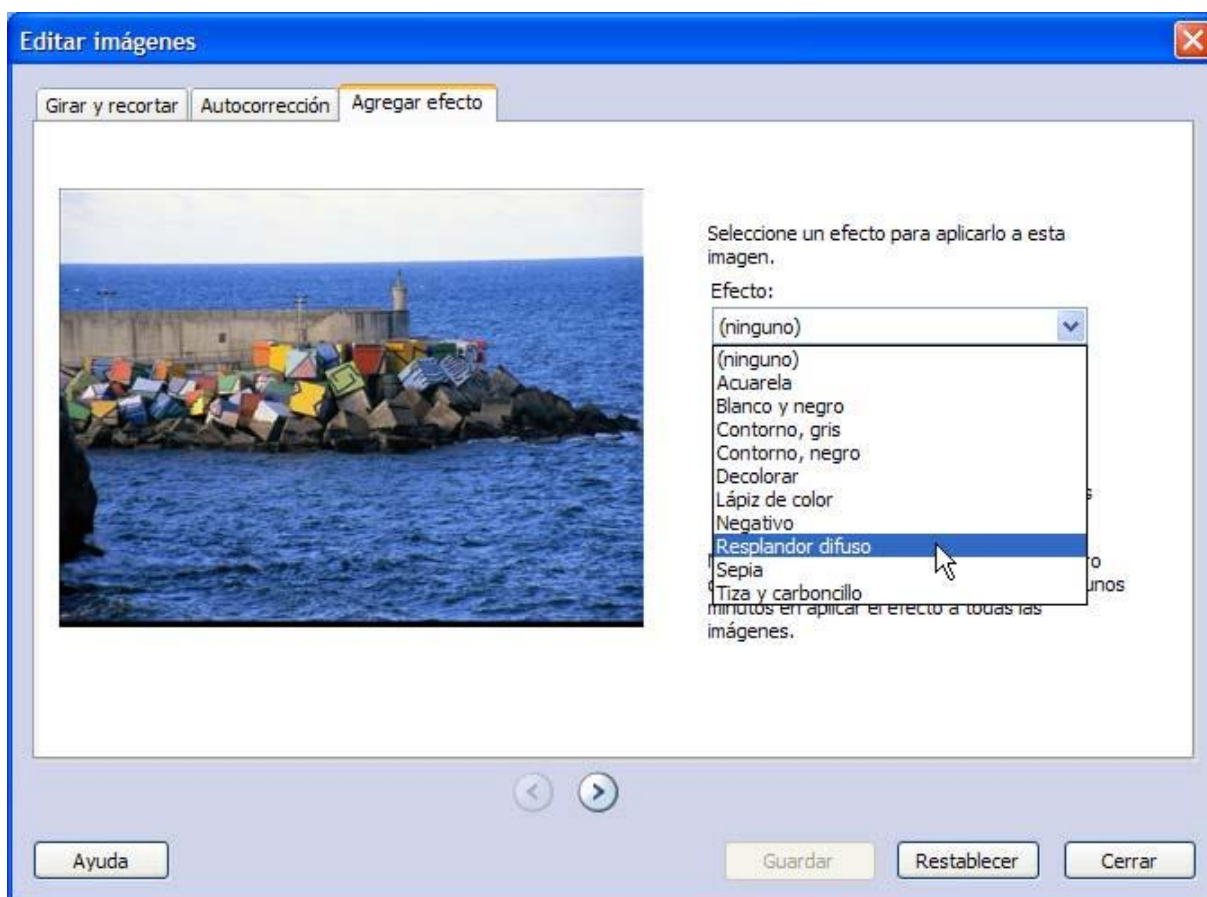 Editar imágenes
Girar y recortar
Autocorrección
Agregar efecto
Seleccione un efecto para aplicarlo a esta
imagen.
Efecto:
(ninguno)
(ninguno)
Acuarela
Blanco y negro
Contorno, gris
Contorno, negro
Decolorar
Lápiz de color
Negativo
Resplandor difuso
Sepia
Tiza y carboncillo
minutos en aplicar el efecto a todas las
imágenes.
Ayuda
Guardar
Restablecer
Cerrar